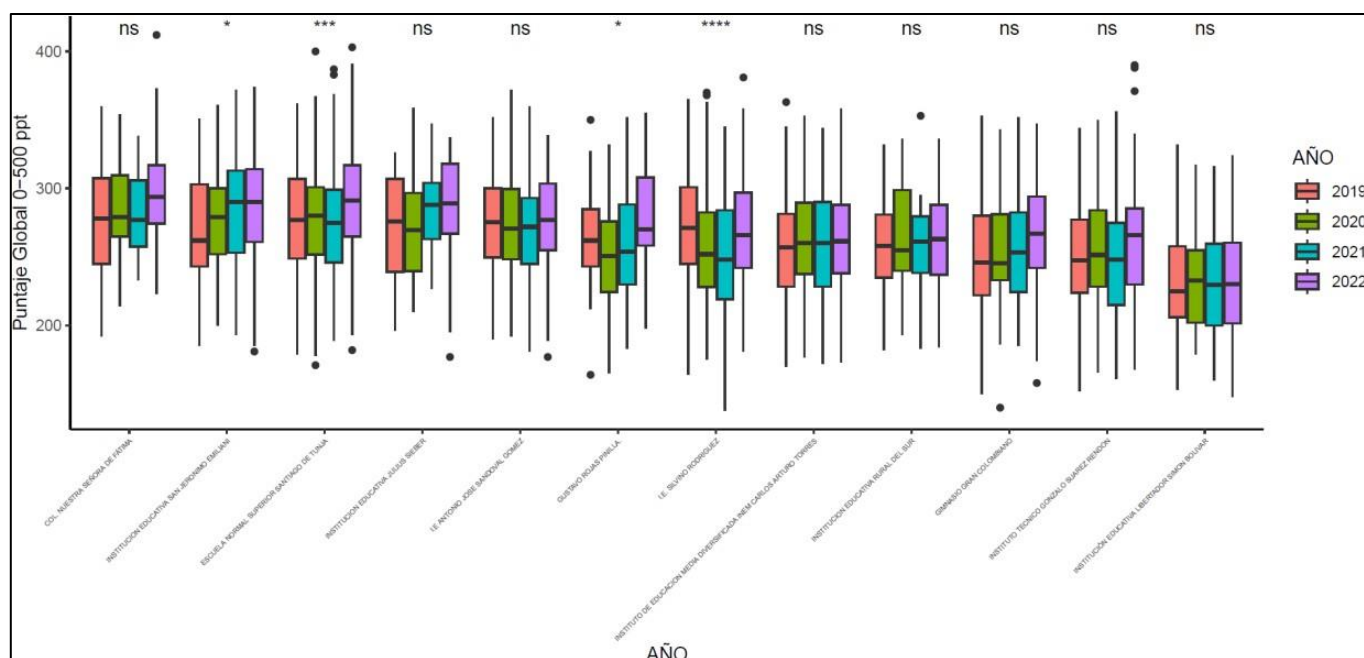 ns * *** ns ns * **** ns ns ns ns ns
400
300
200
Puntaje Global 0-500 ppt
AÑO
2019
2020
2021
2022
COL. NUESTRA SEÑORA DE FÁTIMA
INSTITUCION EDUCATIVA SAN JERONIMO EMILIANI
ESCUELA NORMAL SUPERIOR SANTIAGO DE TUNJA
INSTITUCION EDUCATIVA JULIUS SIEBER
I.E ANTONIO JOSE SANDOVAL GOMEZ
GUSTAVO ROJAS PINILLA.
I.E. SILVINO RODRIGUEZ
INSTITUTO DE EDUCACION MEDIA DIVERSIFICADA INEM CARLOS ARTURO TORRES
INSTITUCION EDUCATIVA RURAL DEL SUR
GIMNASIO GRAN COLOMBIANO
INSTITUTO TECNICO GONZALO SUAREZ RENDON
INSTITUCIÓN EDUCATIVA LIBERTADOR SIMON BOLIVAR
AÑO